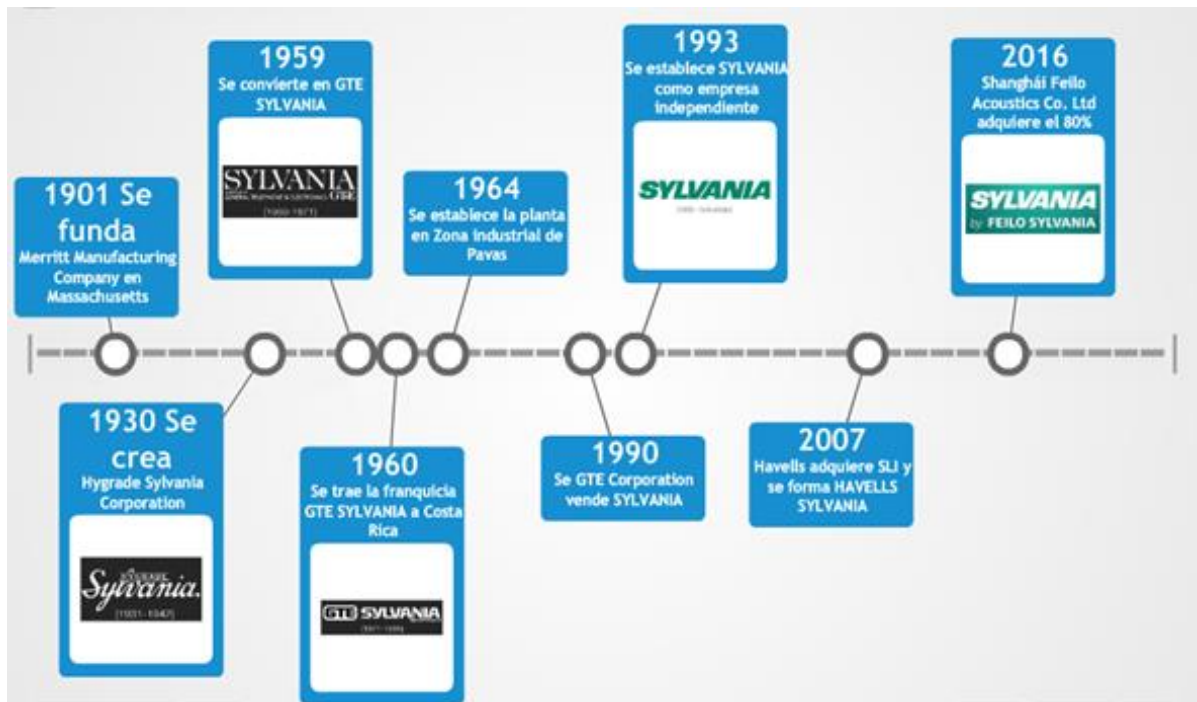 1901 Se
funda
Merritt Manufacturing
Company en
Massachusetts
1930 Se
crea
Hygrade Sylvania
Corporation
Sylvania.
1959
Se convierte en GTE
SYLVANIA
SYLVANIA
GENERAL TELEPHONE & ELECTRONICS GTE
1960
Se trae la franquicia
GTE SYLVANIA a Costa
Rica
GTE SYLVANIA
1964
Se establece la planta
en Zona industrial de
Pavas
1990
Se GTE Corporation
vende SYLVANIA
1993
Se establece SYLVANIA
como empresa
independiente
SYLVANIA
2007
Havells adquiere SLI y
se forma HAVELLS
SYLVANIA
2016
Shanghái Feilo
Acoustics Co. Ltd
adquiere el 80%
SYLVANIA
by FEILO SYLVANIA